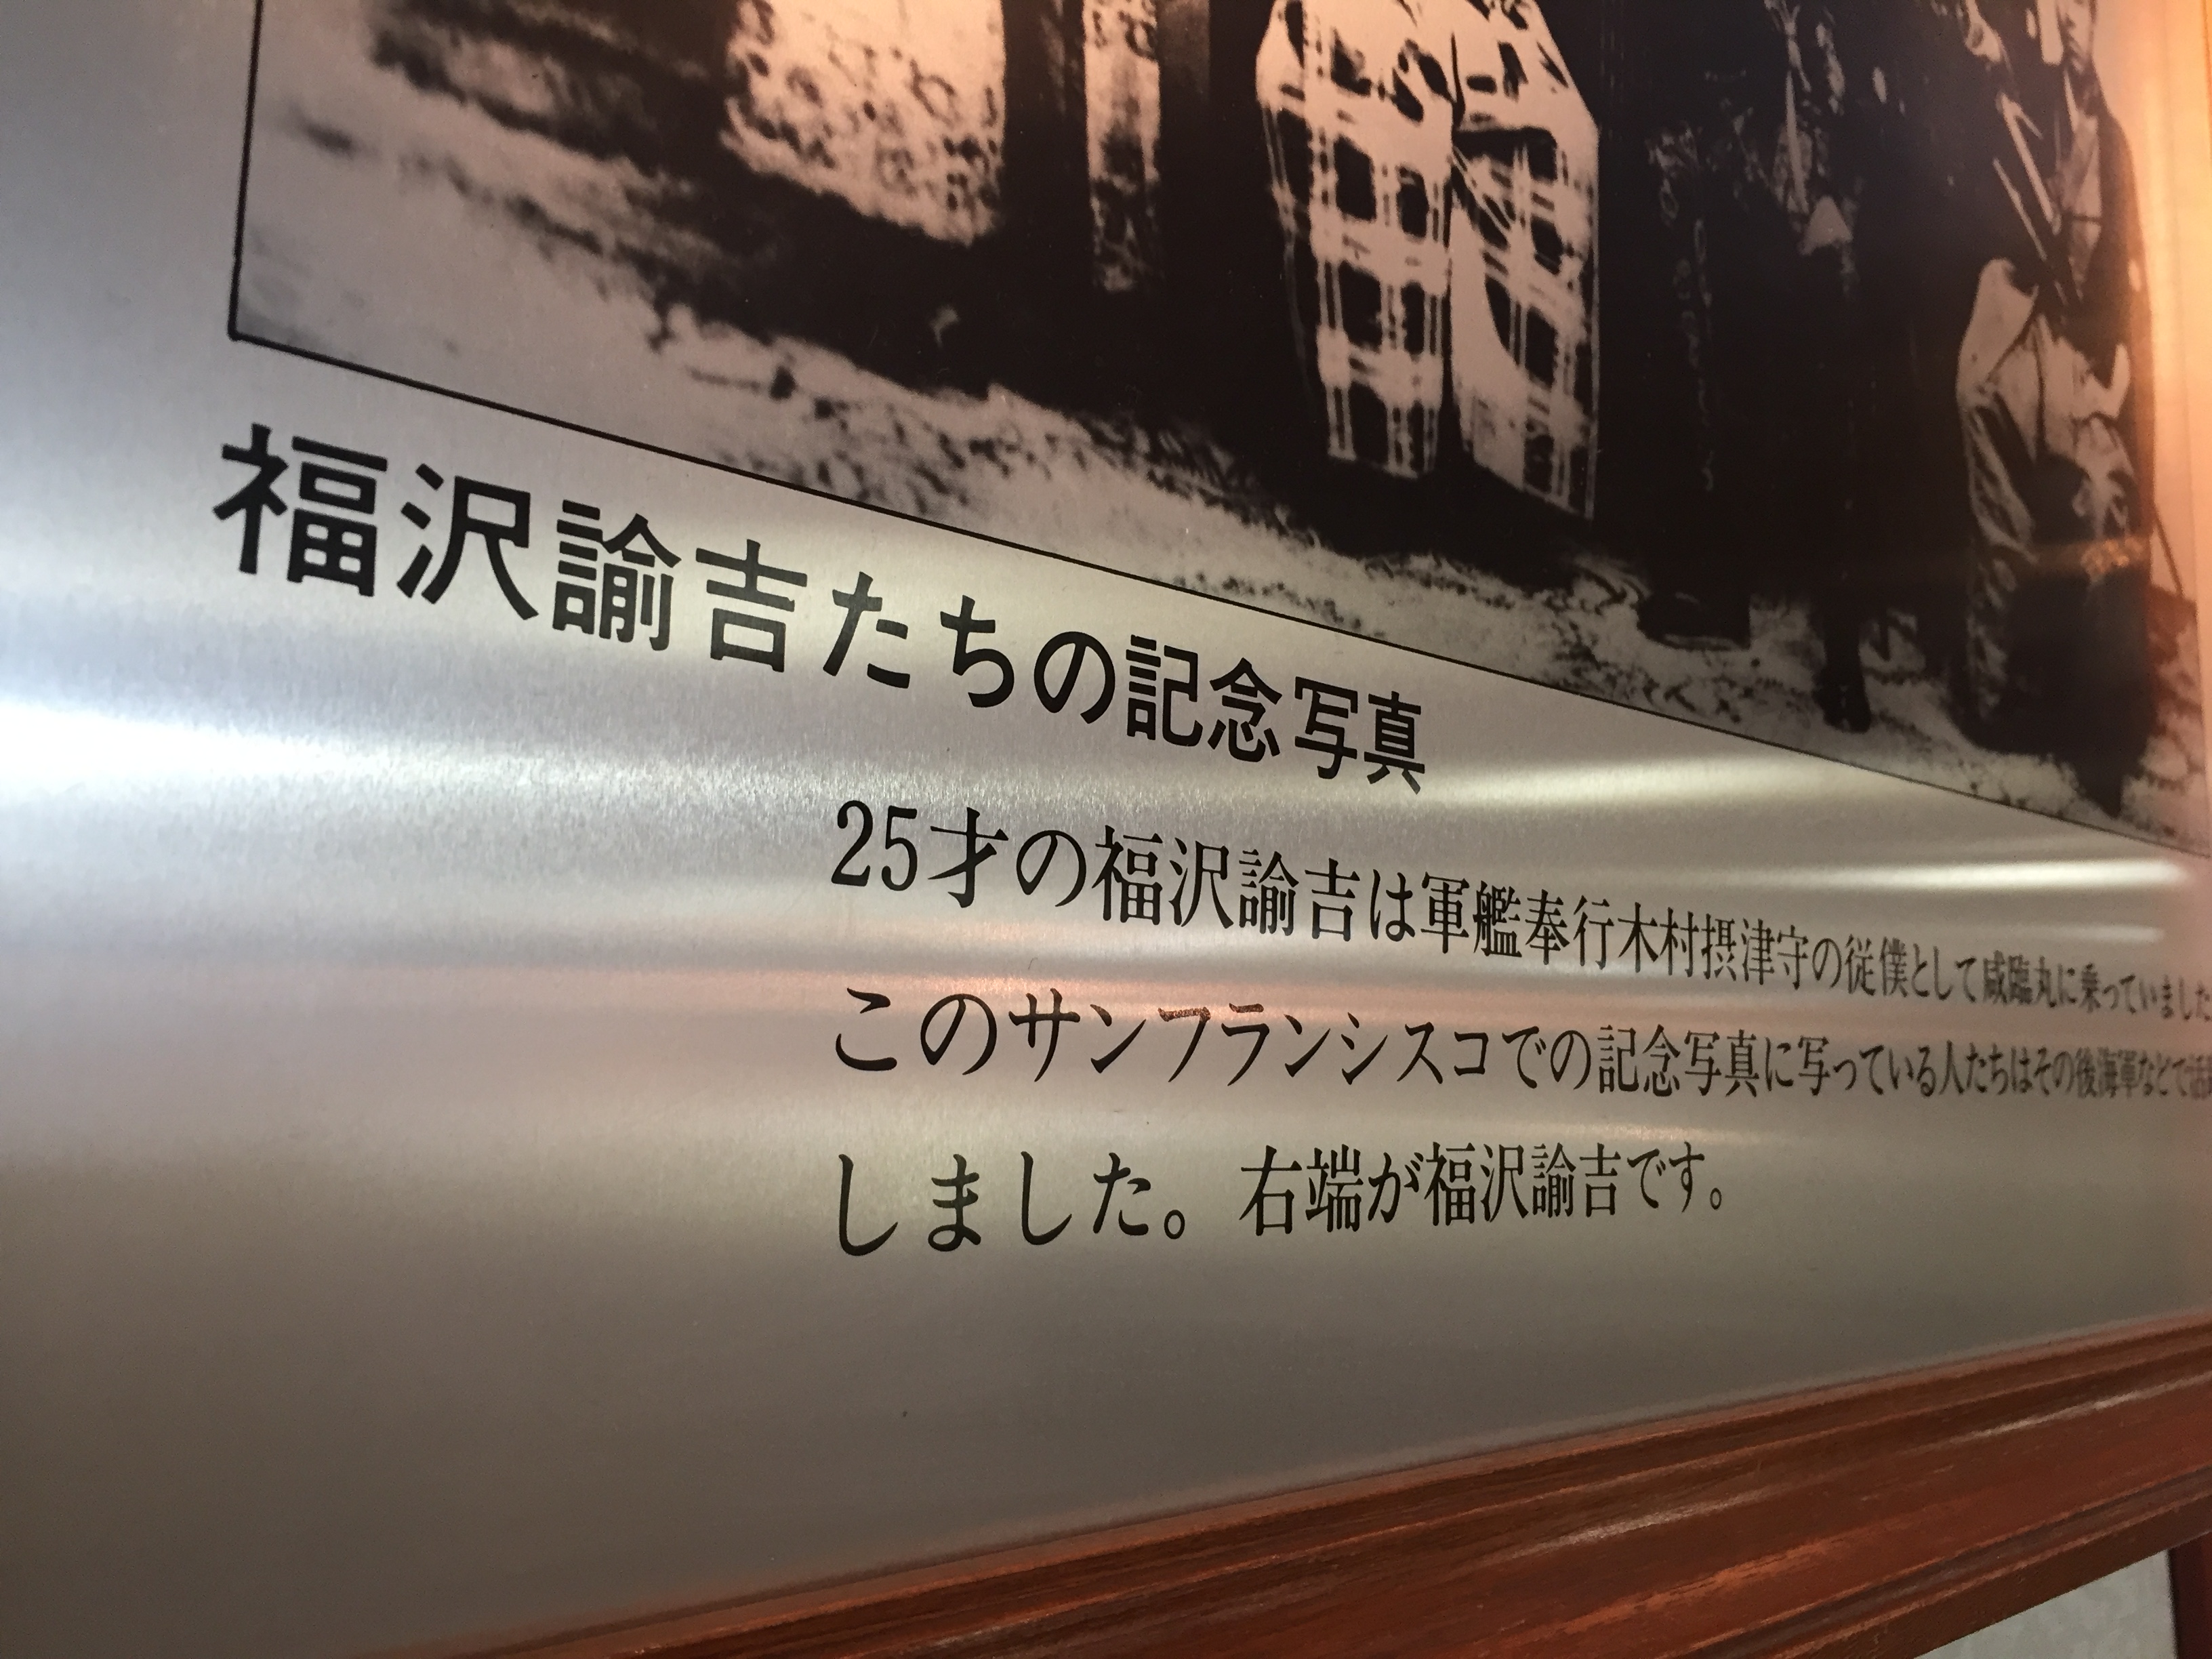 福沢諭吉たちの記念写真
25才の福沢諭吉は軍艦奉行木村摂津守の従僕として咸臨丸に乗っていました
このサンフランシスコでの記念写真に写っている人たちはその後海軍などで活
しました。右端が福沢諭吉です。